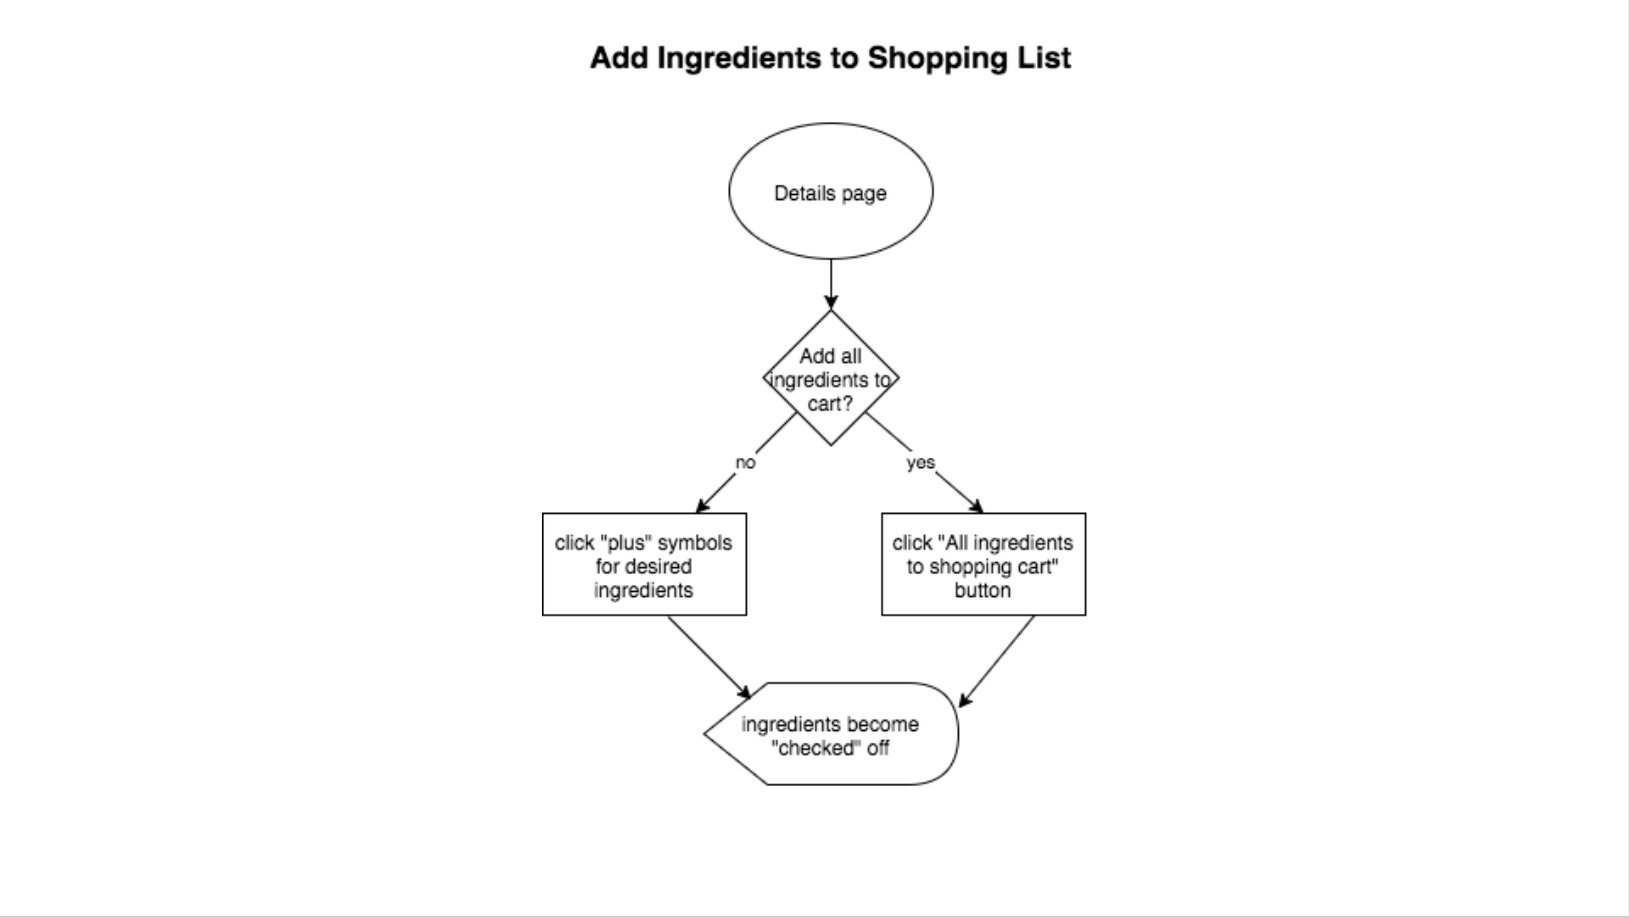 Add Ingredients to Shopping List
Details page
Add all
ingredients to
cart?
no
yes
click "plus" symbols
for desired
ingredients
click "All ingredients
to shopping cart"
button
ingredients become
"checked" off